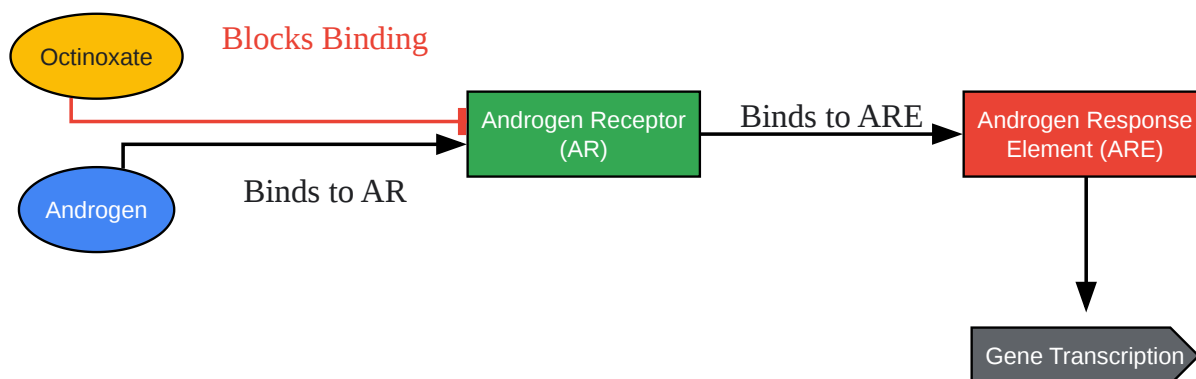 Octinoxate
Blocks Binding
Androgen Receptor
(AR)
Binds to ARE
Androgen Response
Element (ARE)
Androgen
Binds to AR
Gene Transcription